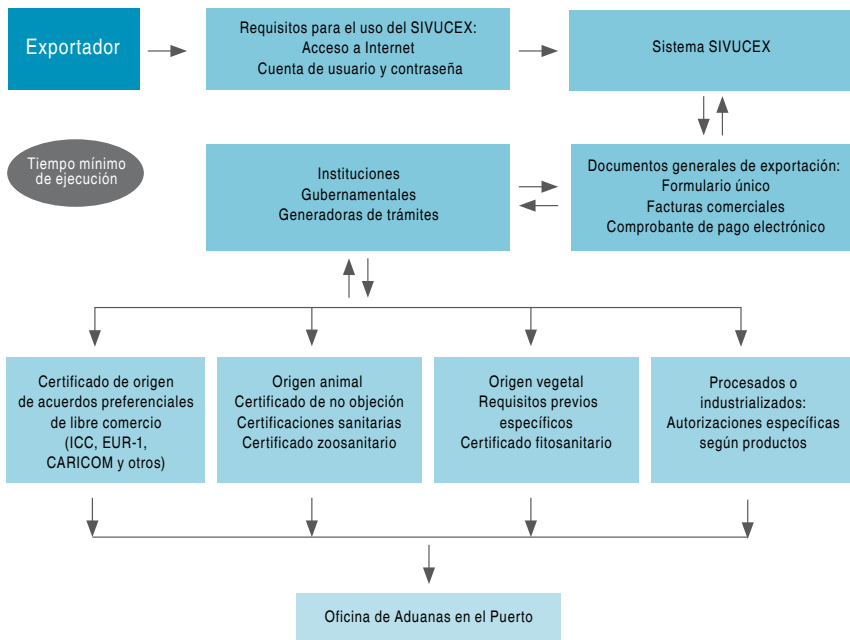 Exportador
Requisitos para el uso del SIVUCEX:
Acceso a Internet
Cuenta de usuario y contraseña
Sistema SIVUCEX
Tiempo mínimo
de ejecución
Instituciones
Gubernamentales
Generadoras de trámites
Documentos generales de exportación:
Formulario único
Facturas comerciales
Comprobante de pago electrónico
Certificado de origen
de acuerdos preferenciales
de libre comercio
(ICC, EUR-1,
CARICOM y otros)
Origen animal
Certificado de no objeción
Certificaciones sanitarias
Certificado zoosanitario
Origen vegetal
Requisitos previos
específicos
Certificado fitosanitario
Procesados o
industrializados:
Autorizaciones específicas
según productos
Oficina de Aduanas en el Puerto